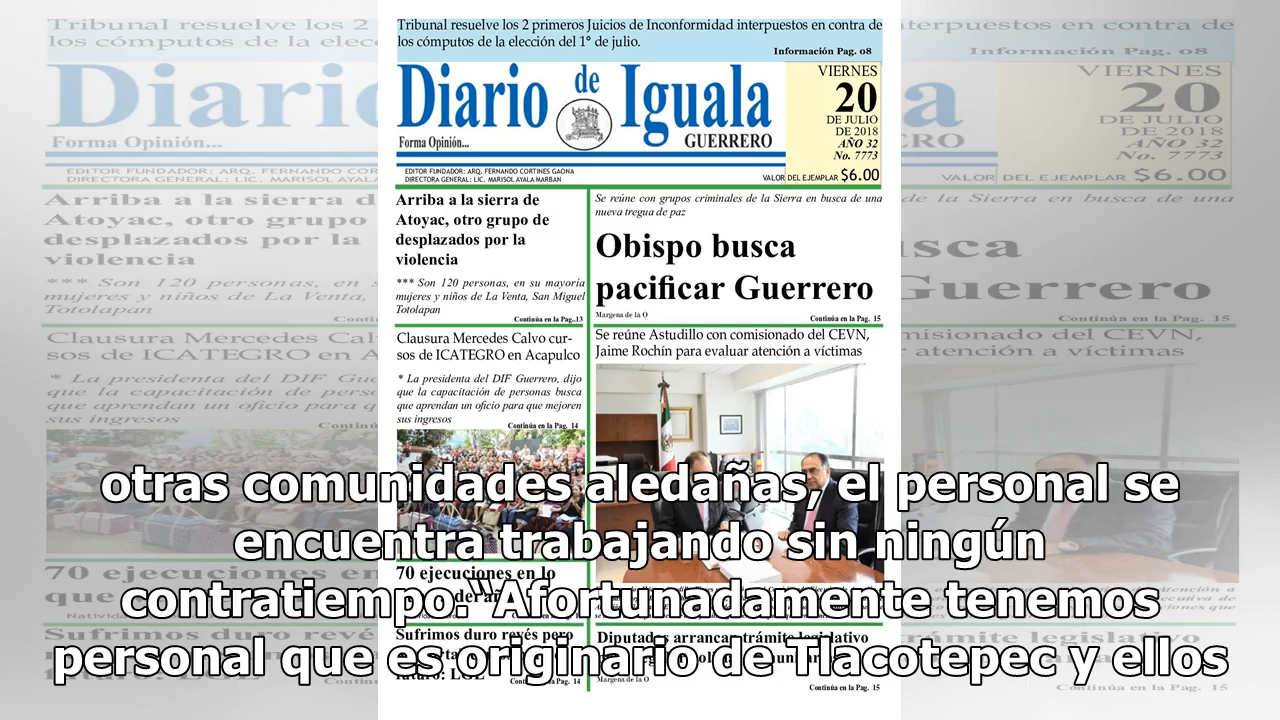 Tribunal resuelve los 2 primeros Juicios de Inconformidad interpuestos en contra de
los cómputos de la elección del 1° de julio.
Información Pag. 08
Diario de Iguala
GUERRERO
Forma Opinión...
VIERNES
20
DE JULIO
DE 2018
AÑO 32
No. 7773
EDITOR FUNDADOR: ARQ. FERNANDO CORTINES GAONA
DIRECTORA GENERAL: LIC. MARISOL AYALA MARBAN
VALOR DEL EJEMPLAR $6.00
Arriba a la sierra de
Atoyac, otro grupo de
desplazados por la
violencia
*** Son 120 personas, en su mayoría
mujeres y niños de La Venta, San Miguel
Totolapan
Continúa en la Pag..13
Clausura Mercedes Calvo cur-
sos de ICATEGRO en Acapulco
* La presidenta del DIF Guerrero, dijo
que la capacitación de personas busca
que aprendan un oficio para que mejoren
sus ingresos
Continúa en la Pag. 14
70 ejecuciones en lo
Sufrimos duro revés pero
Continúa en la Pag. 14
Se reúne con grupos criminales de la Sierra en busca de una
nueva tregua de paz
Obispo busca
pacificar Guerrero
Margena de la O
Continúa en la Pag. 15
Se reúne Astudillo con comisionado del CEVN,
Jaime Rochín para evaluar atención a víctimas
Diputados arrancan trámite legislativo
Margena de la O
Continúa en la Pag. 15
otras comunidades aledañas, el personal se
encuentra trabajando sin ningún
contratiempo.\"Afortunadamente tenemos
personal que es originario de Tlacotepec y ellos